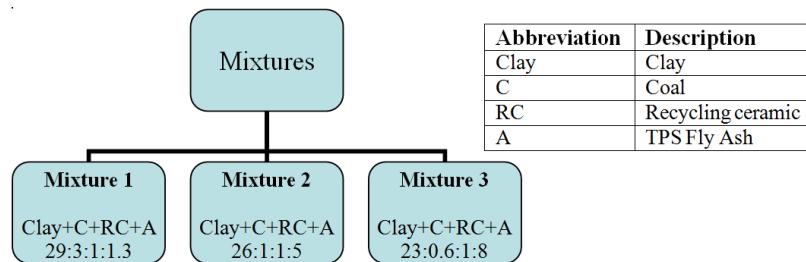 Mixtures
Abbreviation Description
Clay Clay
C Coal
RC Recycling ceramic
A TPS Fly Ash
Mixture 1
Clay+C+RC+A
29:3:1:1.3
Mixture 2
Clay+C+RC+A
26:1:1:5
Mixture 3
Clay+C+RC+A
23:0.6:1:8